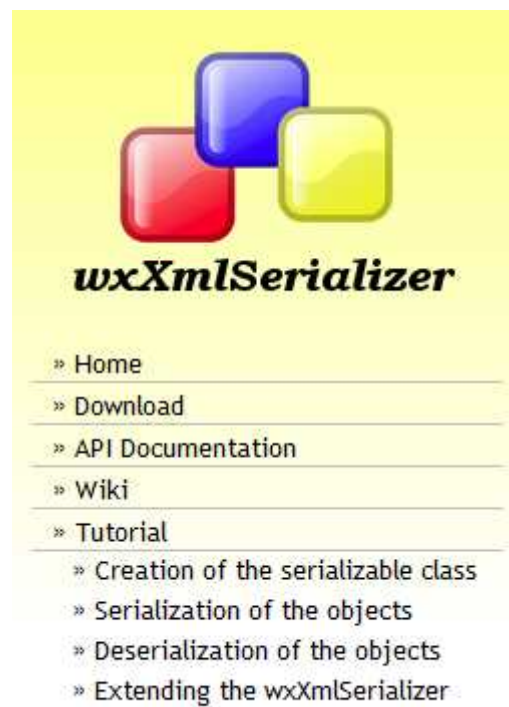 wxXmlSerializer
» Home
» Download
» API Documentation
» Wiki
» Tutorial
» Creation of the serializable class
» Serialization of the objects
» Deserialization of the objects
» Extending the wxXmlSerializer